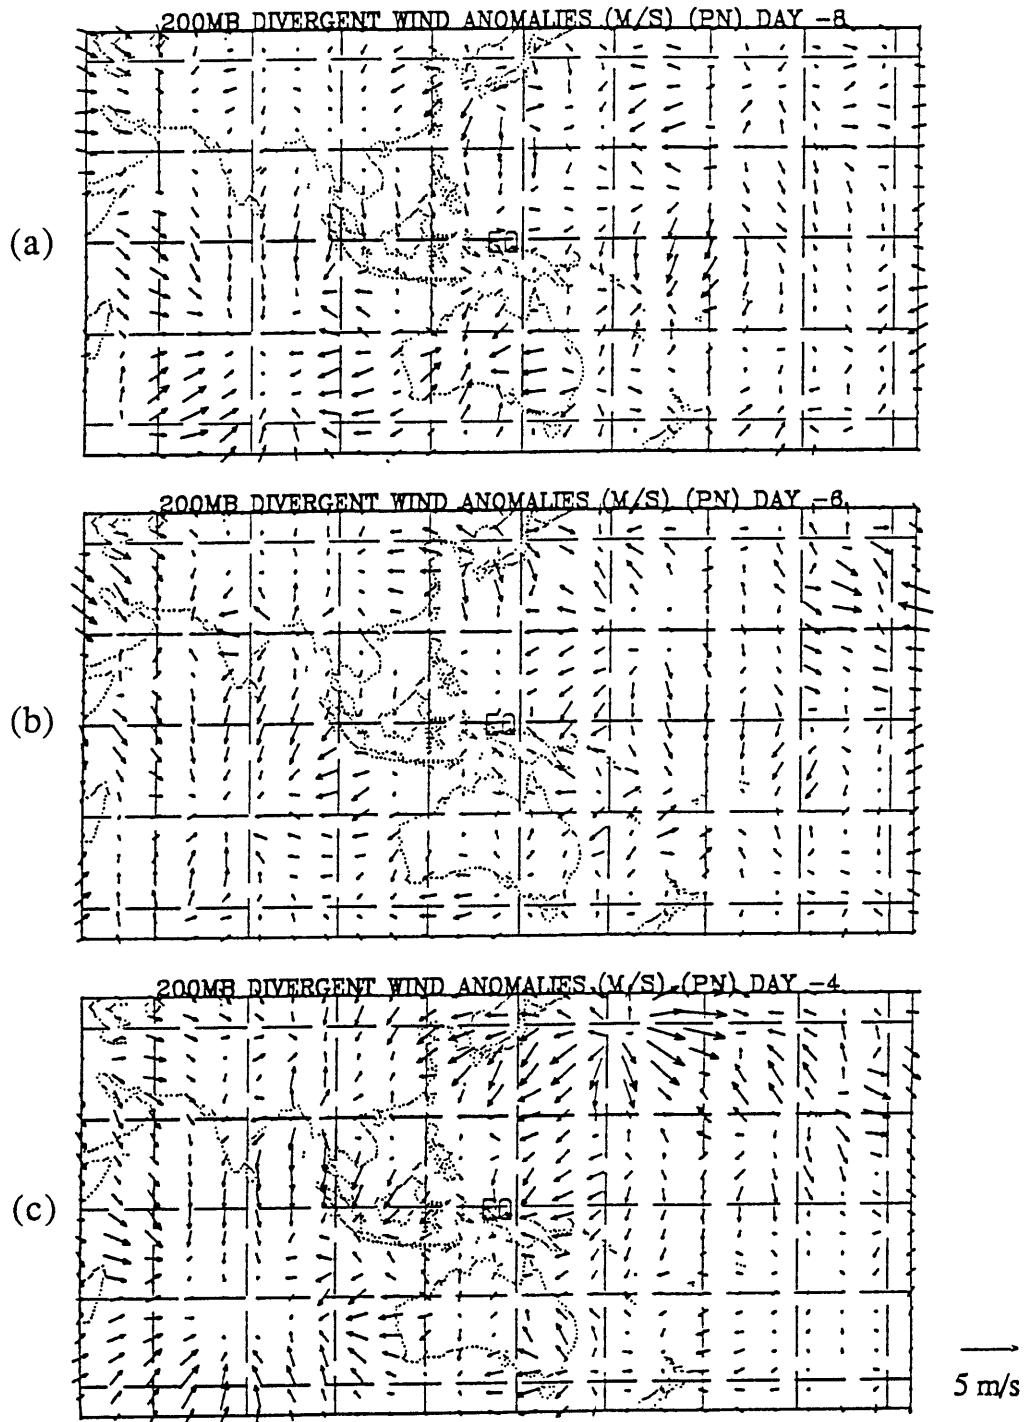 200MB DIVERGENT WIND ANOMALIES (M/S) (PN) DAY -8
(a)
200MB DIVERGENT WIND ANOMALIES (M/S) (PN) DAY -6
(b)
200MB DIVERGENT WIND ANOMALIES (M/S) (PN) DAY -4
(c)
5 m/s